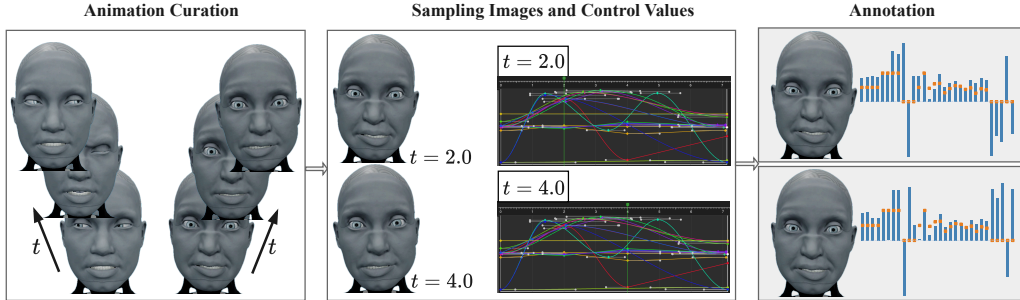 Animation Curation
Sampling Images and Control Values
Annotation
t
t
t = 2.0
t = 2.0
t = 4.0
t = 4.0